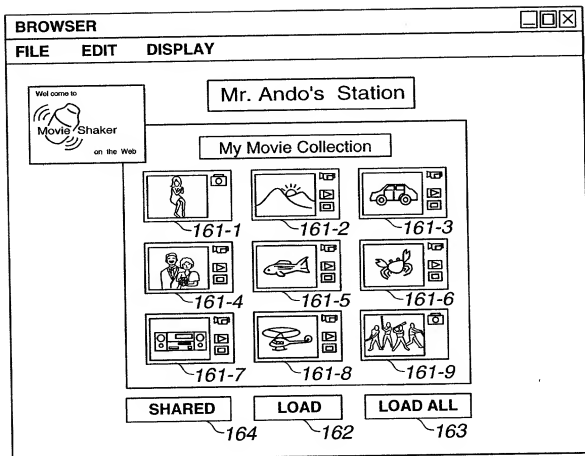 BROWSER
FILE EDIT DISPLAY
Wel come to
Movie Shaker
on the Web
Mr. Ando's Station
My Movie Collection
161-1 161-2 161-3
161-4 161-5 161-6
161-7 161-8 161-9
SHARED LOAD LOAD ALL
164 162 163